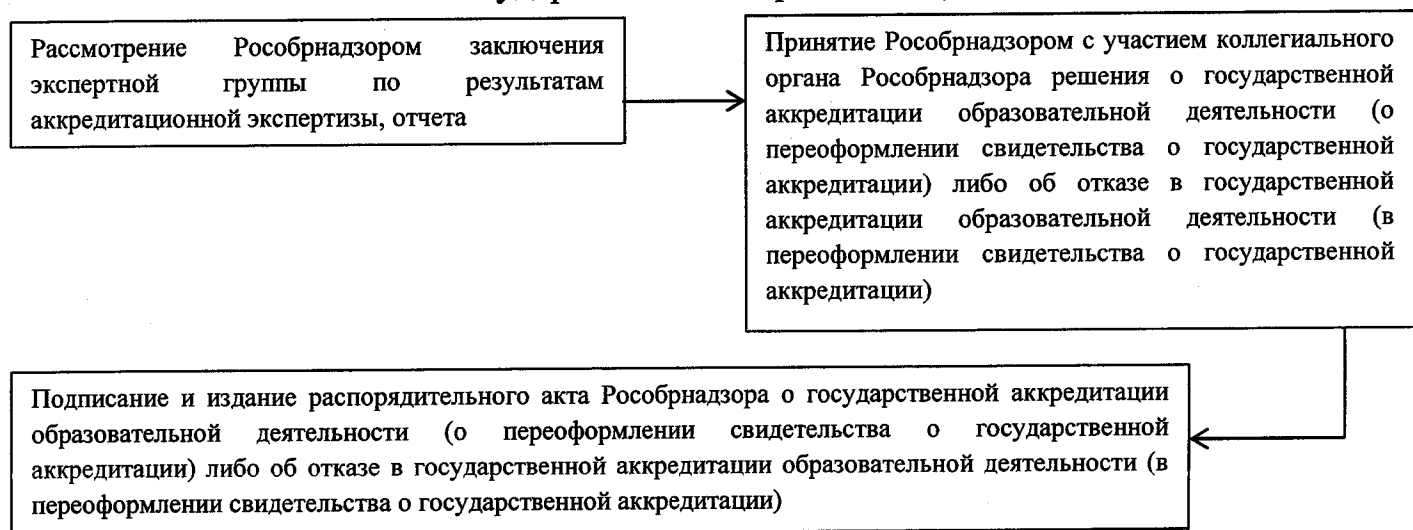 Рассмотрение Рособрнадзором заключения
экспертной группы по результатам
аккредитационной экспертизы, отчета
Принятие Рособрнадзором с участием коллегиального
органа Рособрнадзора решения о государственной
аккредитации образовательной деятельности (о
переоформлении свидетельства о государственной
аккредитации) либо об отказе в государственной
аккредитации образовательной деятельности (в
переоформлении свидетельства о государственной
аккредитации)
Подписание и издание распорядительного акта Рособрнадзора о государственной аккредитации
образовательной деятельности (о переоформлении свидетельства о государственной
аккредитации) либо об отказе в государственной аккредитации образовательной деятельности (в
переоформлении свидетельства о государственной аккредитации)